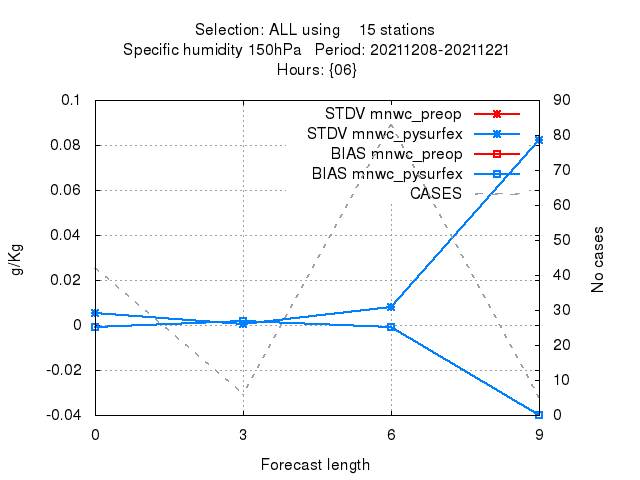 Selection: ALL using 15 stations
Specific humidity 150hPa Period: 20211208-20211221
Hours: {06}
0.1
0.08
0.06
0.04
0.02
0
-0.02
-0.04
g/Kg
STDV mnwc_preop
STDV mnwc_pysurfex
BIAS mnwc_preop
BIAS mnwc_pysurfex
CASES
90
80
70
60
50
40
30
20
10
0
No cases
0 3 6 9
Forecast length